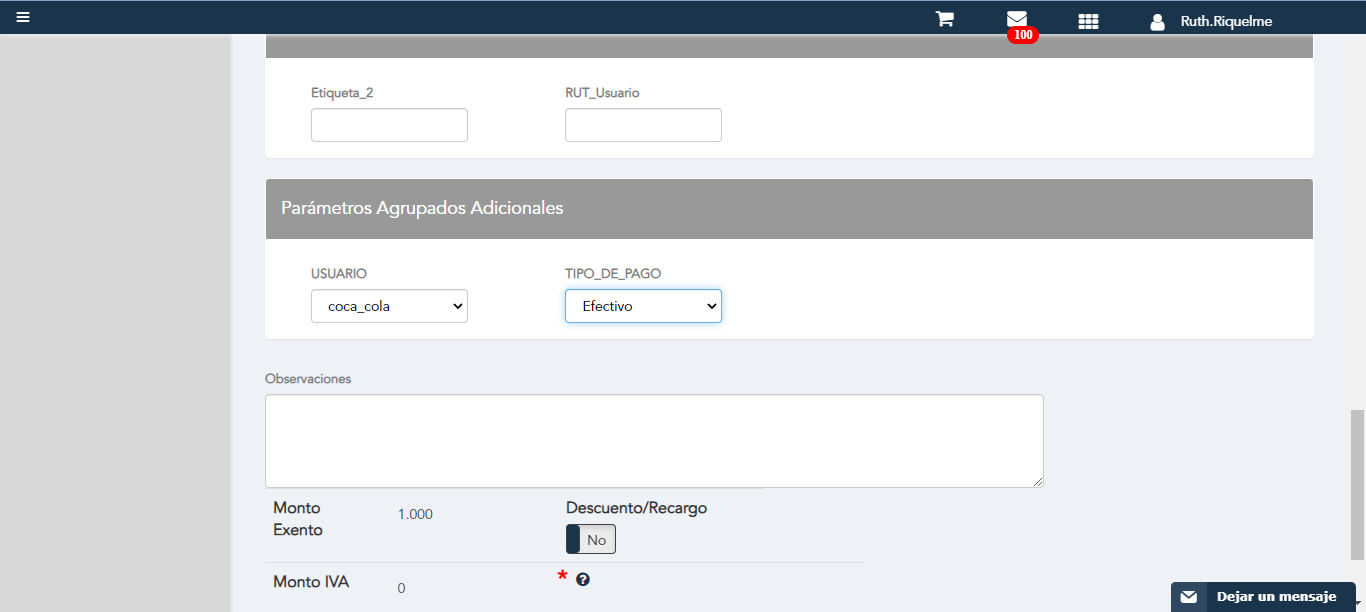 Ruth.Riquelme
100
Etiqueta_2 RUT_Usuario
Parámetros Agrupados Adicionales
USUARIO TIPO_DE_PAGO
coca_cola Efectivo
Observaciones
Monto Exento 1.000 Descuento/Recargo
No
Monto IVA 0 * ?
Dejar un mensaje